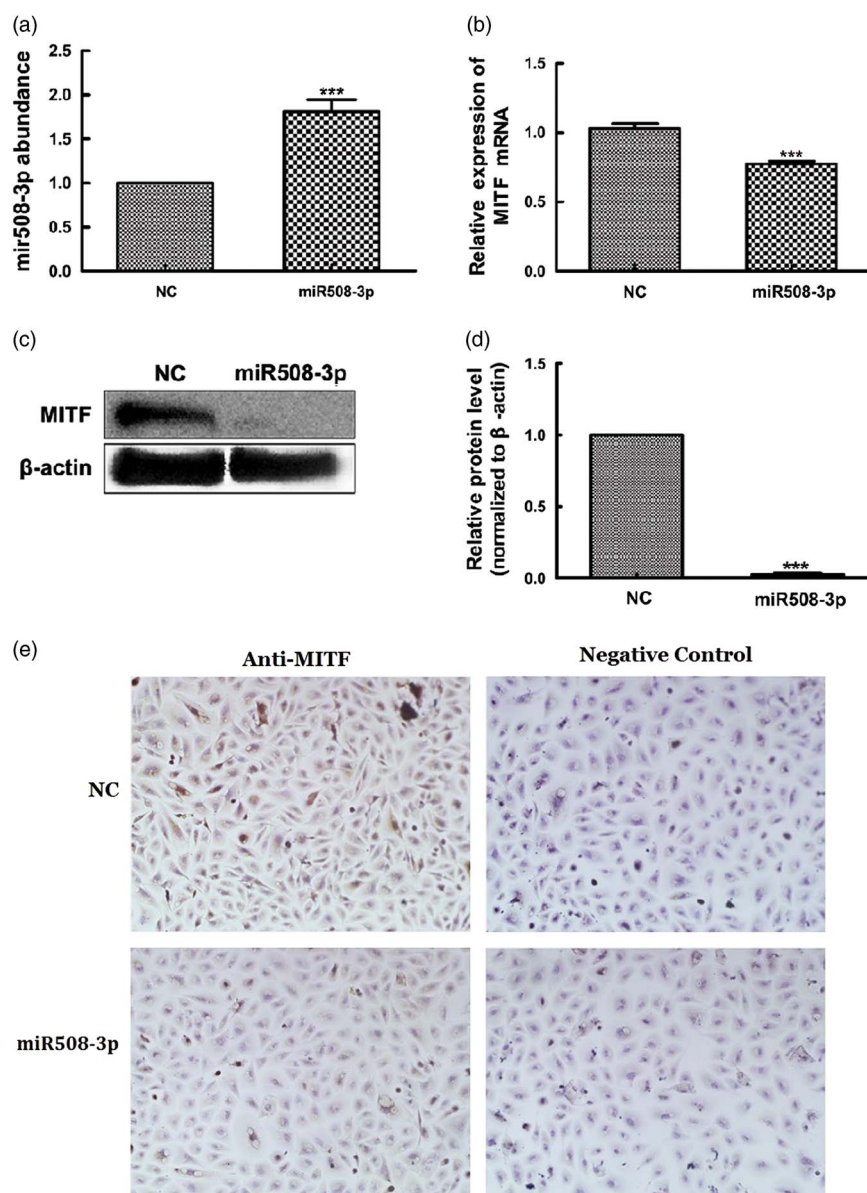 (a)
mir508-3p abundance
2.5
2.0
1.5
1.0
0.5
0.0
***
NC
miR508-3p
(b)
Relative expression of
MITF mRNA
1.5
1.0
0.5
0.0
***
NC
miR508-3p
(c)
NC miR508-3p
MITF
β-actin
(d)
Relative protein level
(normalized to β -actin)
1.5
1.0
0.5
0.0
***
NC
miR508-3p
(e)
Anti-MITF
Negative Control
NC
miR508-3p